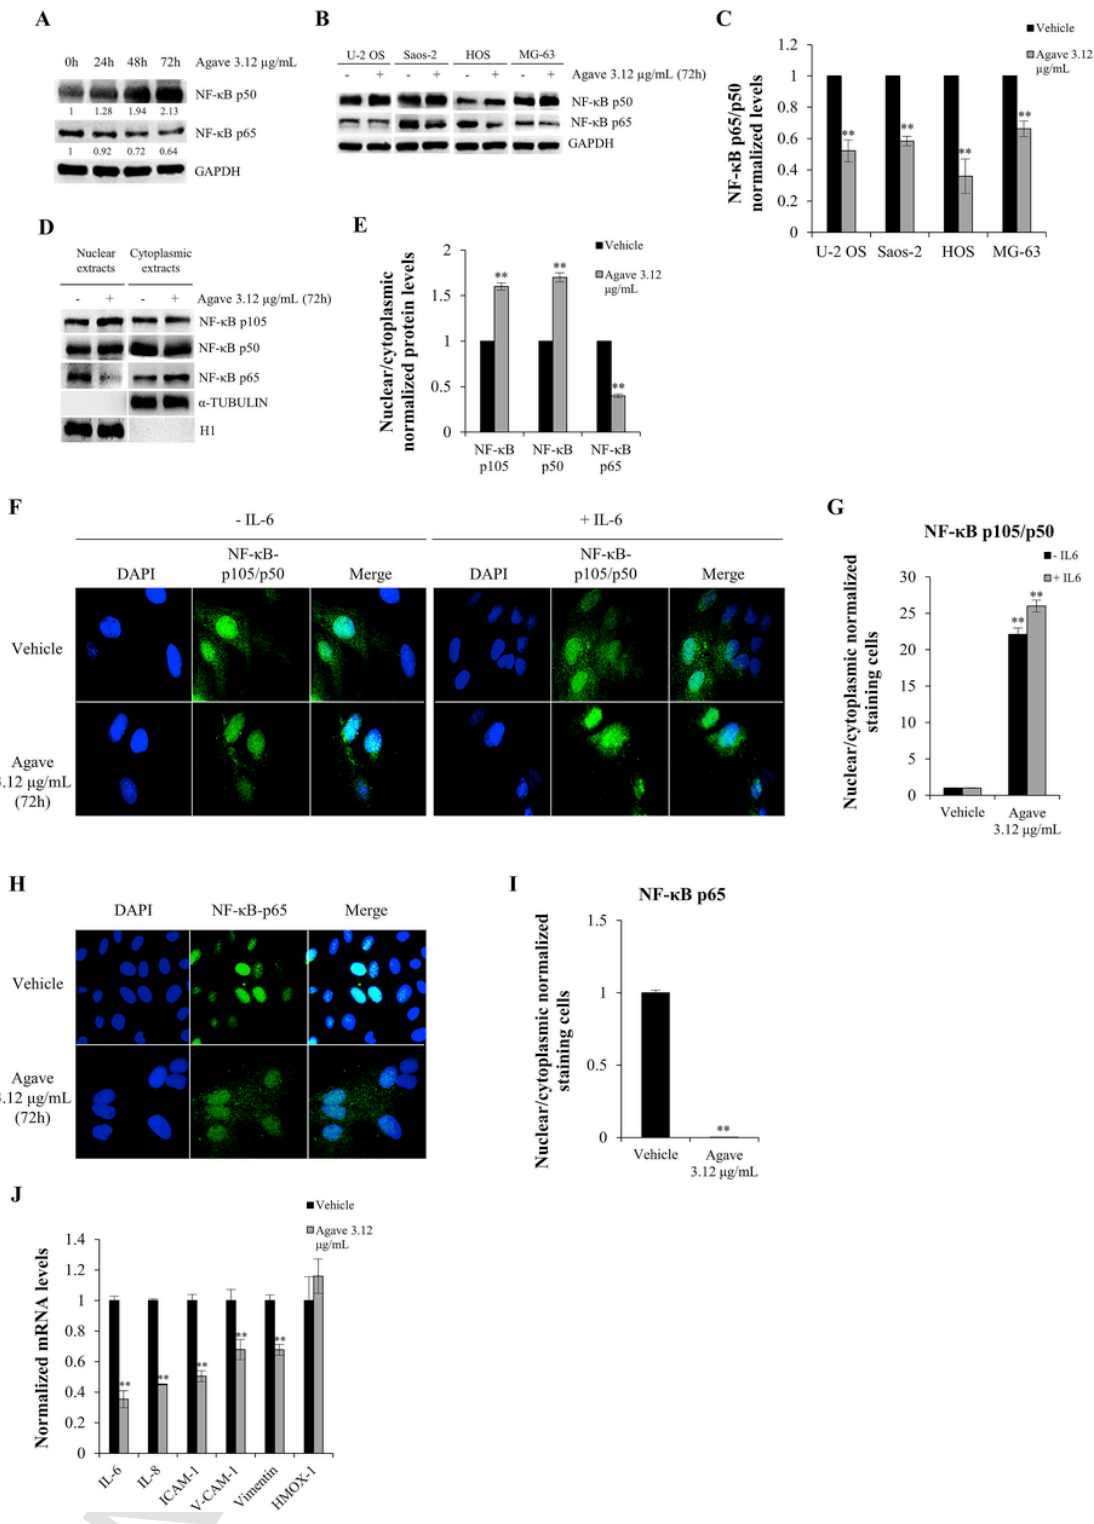 A
0h 24h 48h 72h Agave 3.12 µg/mL
NF-κB p50
1 1.28 1.94 2.13
NF-κB p65
1 0.92 0.72 0.64
GAPDH
B
U-2 OS Saos-2 HOS MG-63
- + - + - + - + Agave 3.12 µg/mL (72h)
NF-κB p50
NF-κB p65
GAPDH
C
Vehicle
Agave 3.12
µg/mL
NF-κB p65/p50
normalized levels
1.2
1
0.8
0.6
0.4
0.2
0
** ** ** **
U-2 OS Saos-2 HOS MG-63
D
Nuclear Cytoplasmic
extracts extracts
- + - + Agave 3.12 µg/mL (72h)
NF-κB p105
NF-κB p50
NF-κB p65
α-TUBULIN
H1
E
Vehicle
Agave 3.12
µg/mL
Nuclear/cytoplasmic
normalized protein levels
2
1.5
1
0.5
0
** ** **
NF-κB NF-κB NF-κB
p105 p50 p65
F
- IL-6 + IL-6
NF-κB- NF-κB-
DAPI p105/p50 Merge DAPI p105/p50 Merge
Vehicle
Agave
3.12 µg/mL
(72h)
G
NF-κB p105/p50
- IL6
+ IL6
Nuclear/cytoplasmic normalized
staining cells
30
25
20
15
10
5
0
** **
Vehicle Agave
3.12 µg/mL
H
DAPI NF-κB-p65 Merge
Vehicle
Agave
3.12 µg/mL
(72h)
I
NF-κB p65
Nuclear/cytoplasmic normalized
staining cells
1.5
1
0.5
0
**
Vehicle Agave
3.12 µg/mL
J
Vehicle
Agave 3.12
µg/mL
Normalized mRNA levels
1.4
1.2
1
0.8
0.6
0.4
0.2
0
** ** ** ** **
IL-6 IL-8 ICAM-1 V-CAM-1 Vimentin HMOX-1